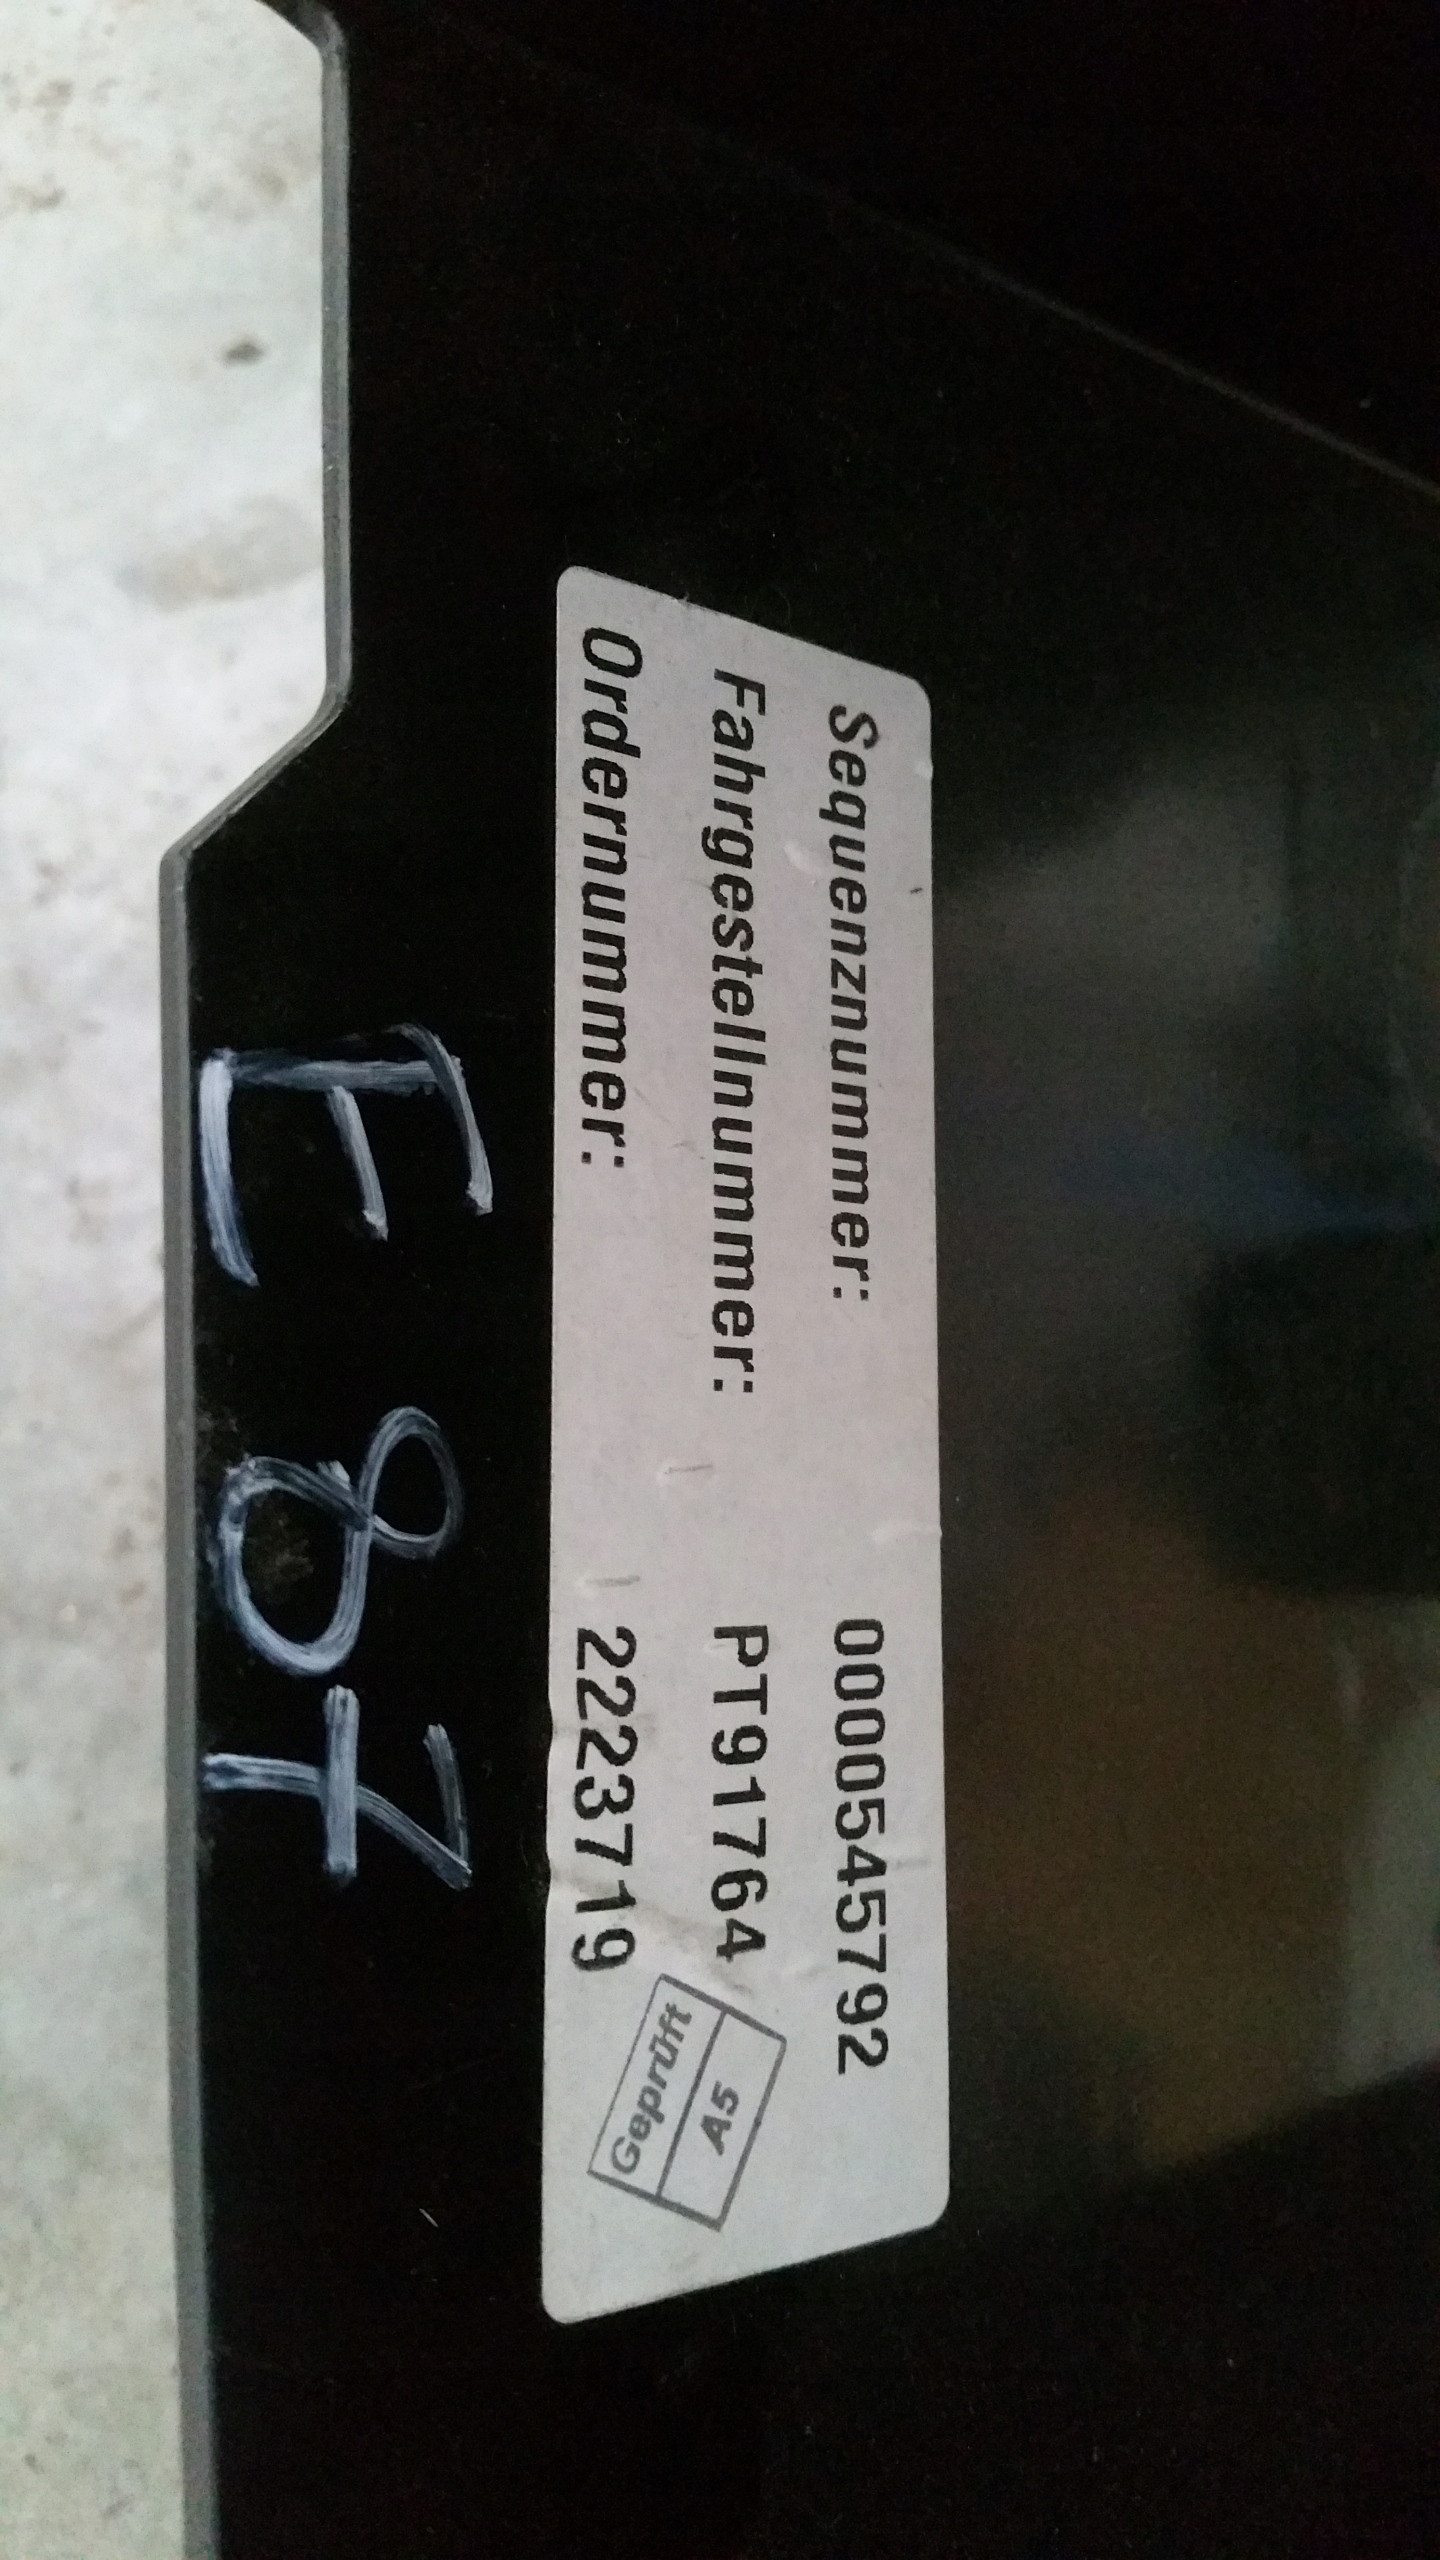 Sequenznummer: 0000545792
Fahrgestellnummer: PT91764
Ordernummer: 2223719
Geprüft
A5
E87